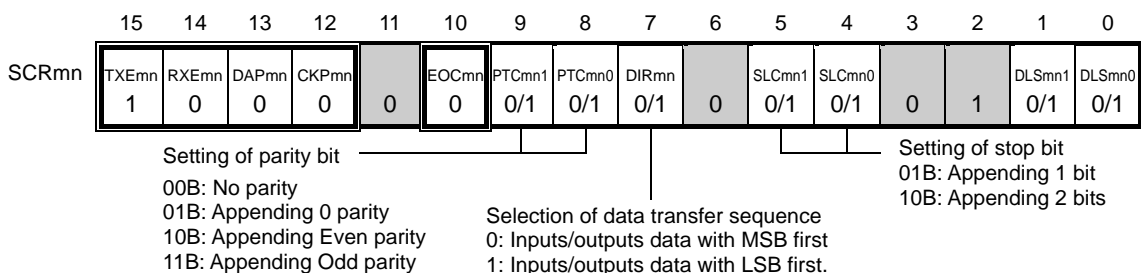 15 14 13 12 11 10 9 8 7 6 5 4 3 2 1 0
SCRmn TXEmn RXEmn DAPmn CKPmn EOCmn PTCmn1 PTCmn0 DIRmn SLCmn1 SLCmn0 DLSmn1 DLSmn0
1 0 0 0 0 0 0/1 0/1 0/1 0 0/1 0/1 0 1 0/1 0/1
Setting of parity bit
00B: No parity
01B: Appending 0 parity
10B: Appending Even parity
11B: Appending Odd parity
Selection of data transfer sequence
0: Inputs/outputs data with MSB first
1: Inputs/outputs data with LSB first.
Setting of stop bit
01B: Appending 1 bit
10B: Appending 2 bits